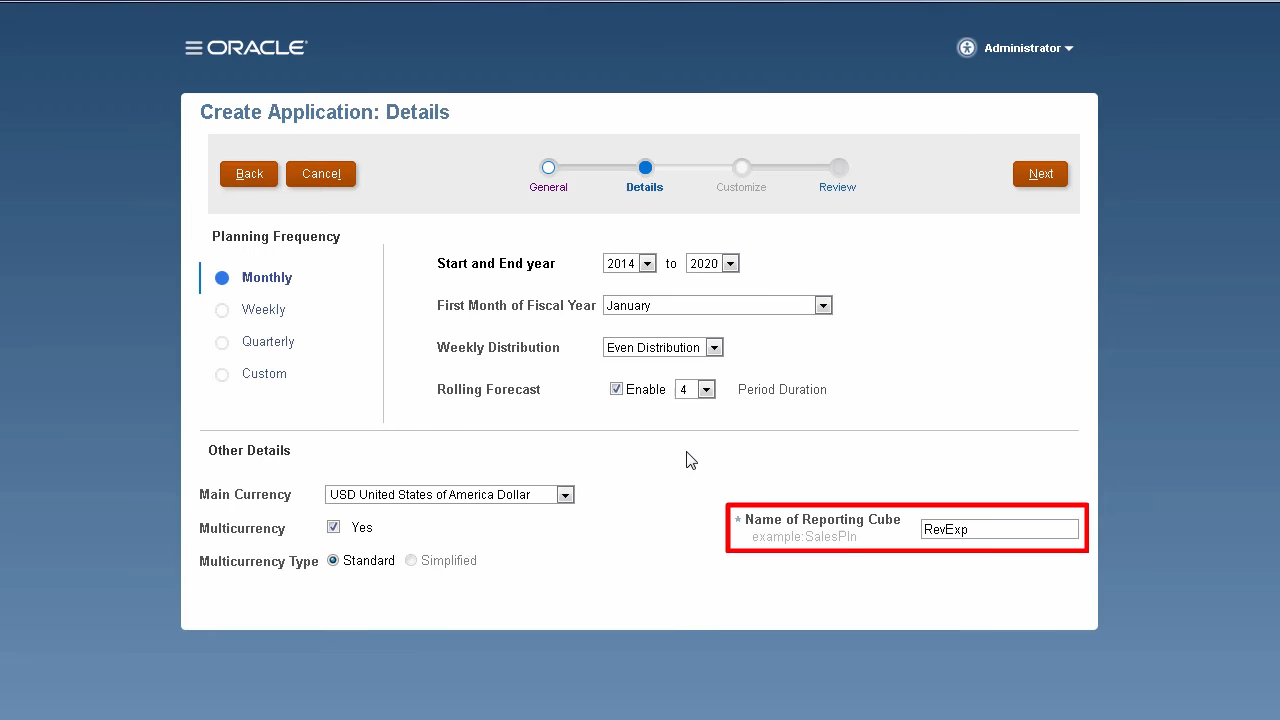 ORACLE
Administrator
Create Application: Details
Back
Cancel
General
Details
Customize
Review
Next
Planning Frequency
Monthly
Weekly
Quarterly
Custom
Start and End year 2014 to 2020
First Month of Fiscal Year January
Weekly Distribution Even Distribution
Rolling Forecast Enable 4 Period Duration
Other Details
Main Currency USD United States of America Dollar
Multicurrency Yes
Multicurrency Type Standard Simplified
* Name of Reporting Cube RevExp
example:SalesPln